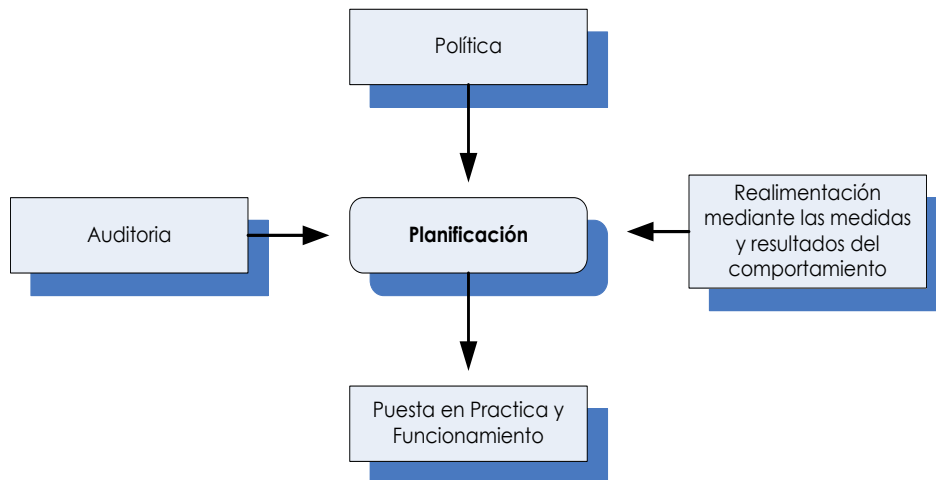 Política
Auditoria
Planificación
Realimentación
mediante las medidas
y resultados del
comportamiento
Puesta en Practica y
Funcionamiento